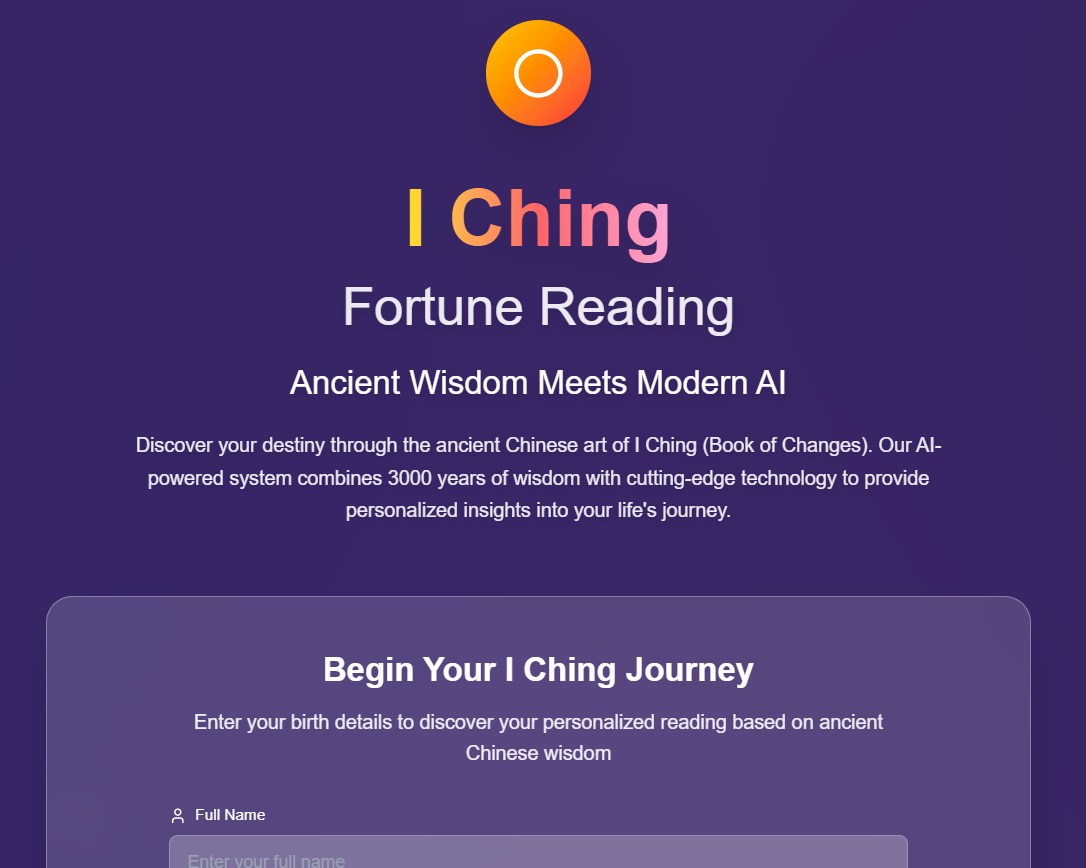 I Ching
Fortune Reading
Ancient Wisdom Meets Modern AI
Discover your destiny through the ancient Chinese art of I Ching (Book of Changes). Our AI-
powered system combines 3000 years of wisdom with cutting-edge technology to provide
personalized insights into your life's journey.
Begin Your I Ching Journey
Enter your birth details to discover your personalized reading based on ancient
Chinese wisdom
Full Name
Enter your full name